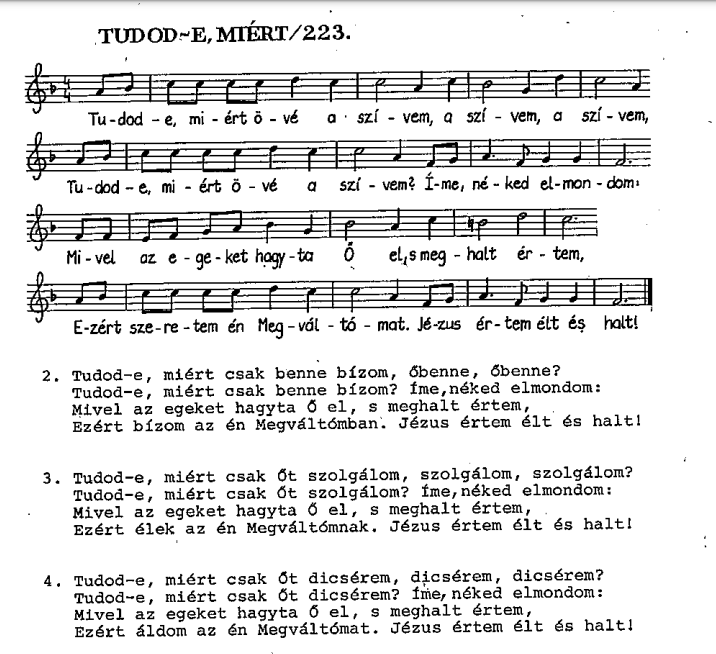 TUDOD~E, MIÉRT/223.
Tu-dod - e, mi - ért ö - vé a szí - vem, a szí - vem, a szí - vem,
Tu-dod - e, mi - ért ö - vé a szí - vem? Í-me, né - ked el-mon-dom:
Mi - vel az e - ge - ket hagy-ta Ő el, s meg - halt ér - tem,
E-zért sze-re-tem én Meg-vál-tó-mat. Jé-zus ér-tem élt és halt!
2. Tudod-e, miért csak benne bízom, őbenne, őbenne?
Tudod-e, miért csak benne bízom? Íme,néked elmondom:
Mivel az egeket hagyta Ő el, s meghalt értem,
Ezért bízom az én Megváltómban. Jézus értem élt és halt!
3. Tudod-e, miért csak Őt szolgálom, szolgálom, szolgálom?
Tudod-e, miért csak Őt szolgálom? Íme,néked elmondom:
Mivel az egeket hagyta Ő el, s meghalt értem,
Ezért élek az én Megváltómnak. Jézus értem élt és halt!
4. Tudod-e, miért csak Őt dicsérem, dicsérem, dicsérem?
Tudod-e, miért csak Őt dicsérem? Íme, néked elmondom:
Mivel az egeket hagyta Ő el, s meghalt értem,
Ezért áldom az én Megváltómat. Jézus értem élt és halt!